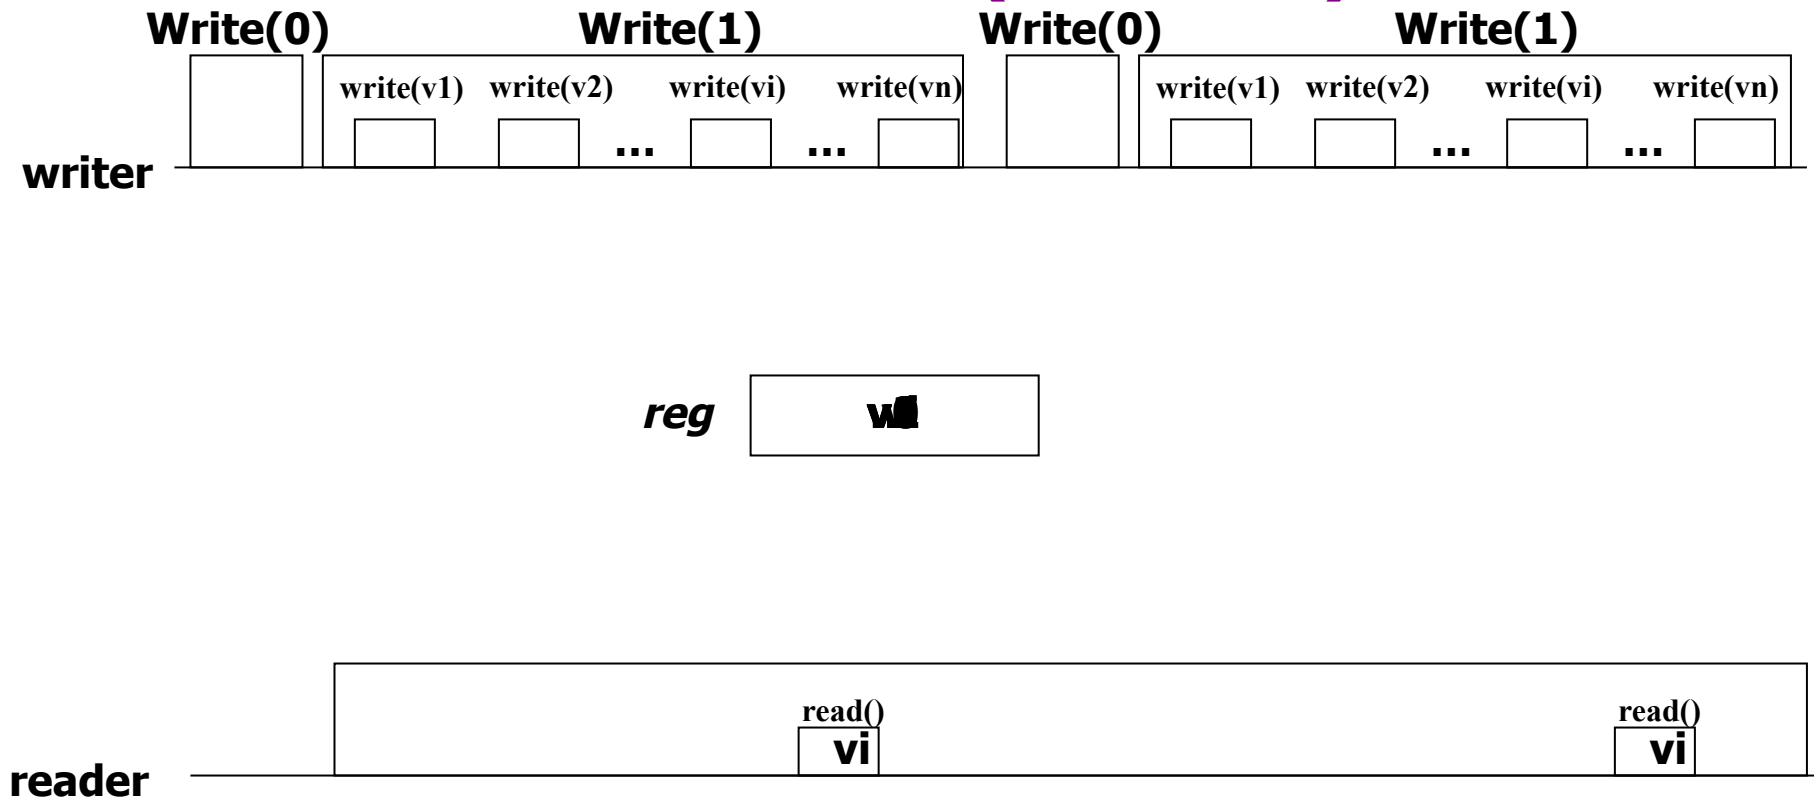 Write(0) Write(1) Write(0) Write(1)
write(v1) write(v2) write(vi) write(vn) write(v1) write(v2) write(vi) write(vn)
writer ... ... ... ...
reg
read() read()
vi vi
reader